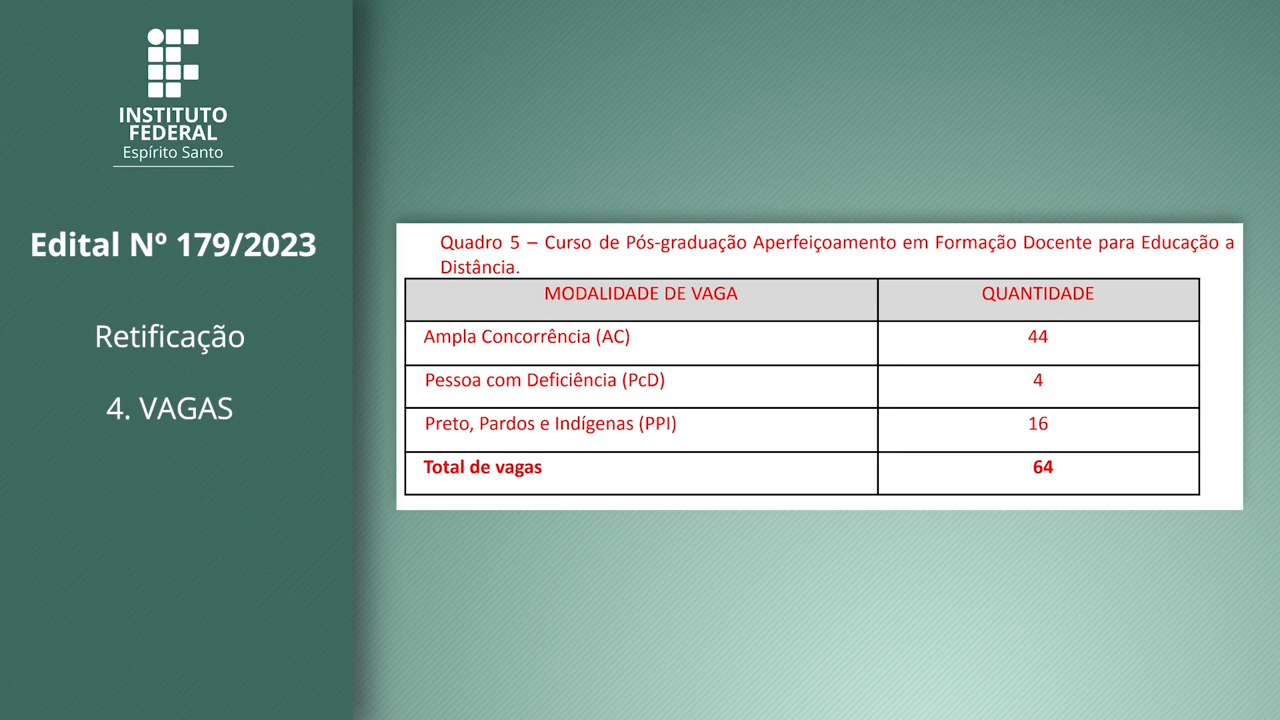 INSTITUTO
FEDERAL
Espírito Santo
Edital Nº 179/2023
Retificação
4. VAGAS
Quadro 5 – Curso de Pós-graduação Aperfeiçoamento em Formação Docente para Educação a
Distância.
MODALIDADE DE VAGA QUANTIDADE
Ampla Concorrência (AC) 44
Pessoa com Deficiência (PcD) 4
Preto, Pardos e Indígenas (PPI) 16
Total de vagas 64